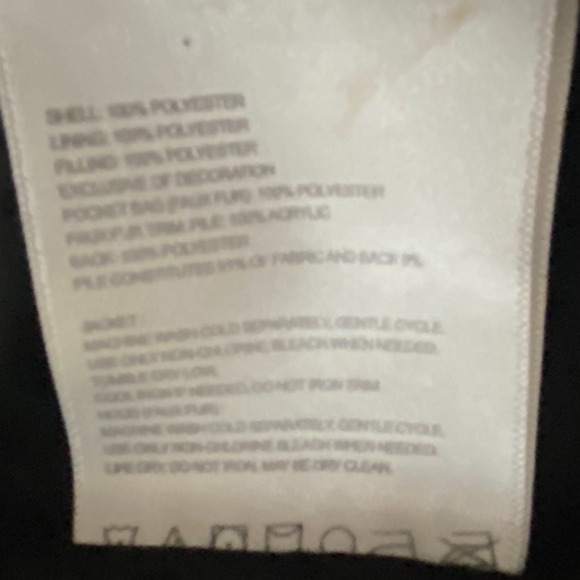 SHELL: 100% POLYESTER
LINING: 100% POLYESTER
FILLING: 100% POLYESTER
EXCLUSIVE OF DECORATION
POCKET BAG (FAUX FUR): 100% POLYESTER
FAUX FUR TRIM: PILE: 100% ACRYLIC
BACK: 100% POLYESTER
PILE CONSTITUTES 91% OF FABRIC AND BACK 9%.
JACKET:
MACHINE WASH COLD SEPARATELY, GENTLE CYCLE.
USE ONLY NON-CHLORINE BLEACH WHEN NEEDED.
TUMBLE DRY LOW.
COOL IRON IF NEEDED, DO NOT IRON TRIM
HOOD (FAUX FUR):
MACHINE WASH COLD SEPARATELY, GENTLE CYCLE.
USE ONLY NON-CHLORINE BLEACH WHEN NEEDED.
LINE DRY. DO NOT IRON. MAY BE DRY CLEAN.